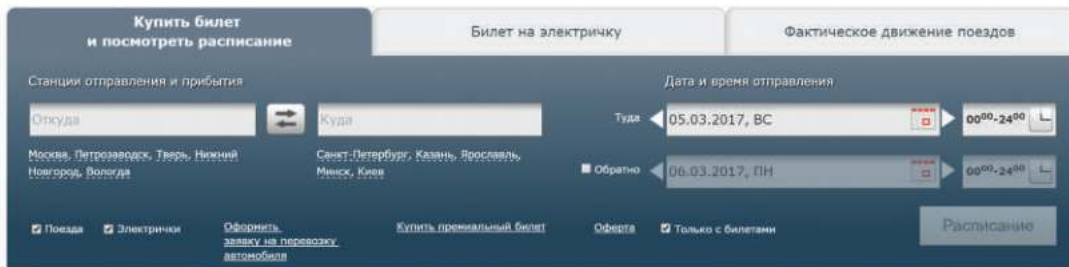 Купить билет
и посмотреть расписание
Билет на электричку
Фактическое движение поездов
Станции отправления и прибытия
Дата и время отправления
Откуда
Куда
Туда
05.03.2017, ВС
00⁰⁰-24⁰⁰
Москва, Петрозаводск, Тверь, Нижний
Новгород, Вологда
Санкт-Петербург, Казань, Ярославль,
Минск, Киев
Обратно
06.03.2017, ПН
00⁰⁰-24⁰⁰
Поезда
Электрички
Оформить
заявку на перевозку
автомобиля
Купить премиальный билет
Оферта
Только с билетами
Расписание